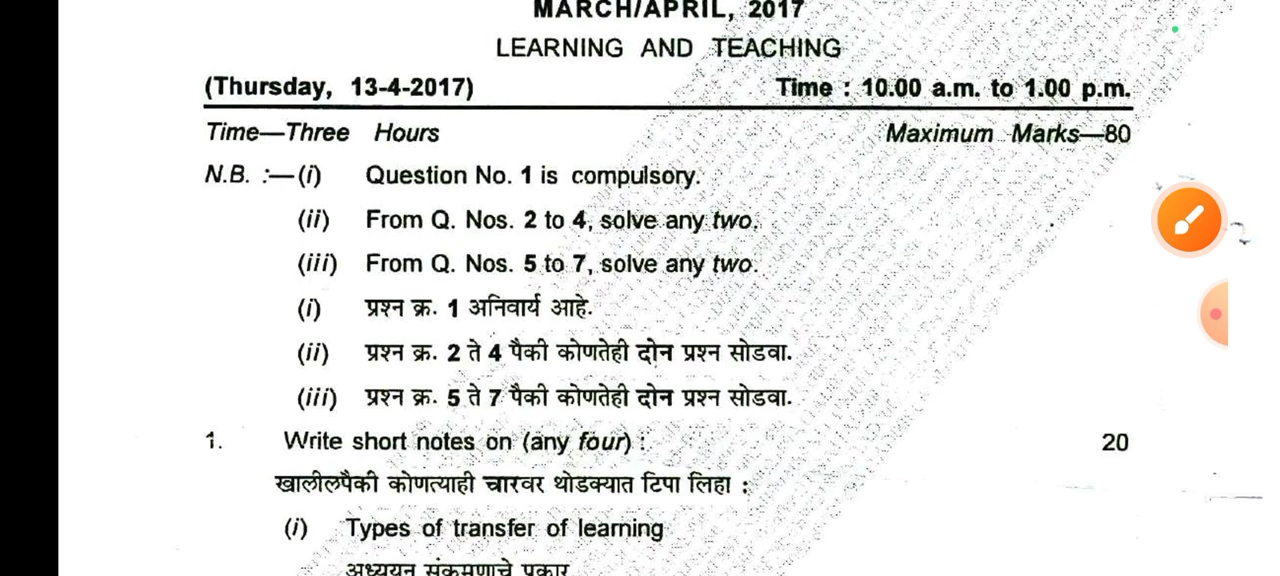 MARCH/APRIL, 2017
LEARNING AND TEACHING
(Thursday, 13-4-2017) Time : 10.00 a.m. to 1.00 p.m.
Time—Three Hours Maximum Marks—80
N.B. :—(i) Question No. 1 is compulsory.
(ii) From Q. Nos. 2 to 4, solve any two.
(iii) From Q. Nos. 5 to 7, solve any two.
(i) प्रश्न क्र. 1 अनिवार्य आहे.
(ii) प्रश्न क्र. 2 ते 4 पैकी कोणतेही दोन प्रश्न सोडवा.
(iii) प्रश्न क्र. 5 ते 7 पैकी कोणतेही दोन प्रश्न सोडवा.
1. Write short notes on (any four) : 20
खालीलपैकी कोणत्याही चारवर थोडक्यात टिपा लिहा :
(i) Types of transfer of learning
अध्ययन संक्रमणाचे प्रकार